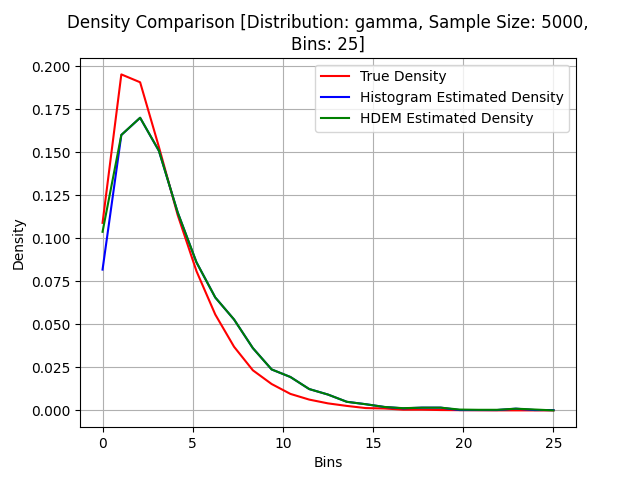 Density Comparison [Distribution: gamma, Sample Size: 5000,
Bins: 25]
True Density
Histogram Estimated Density
HDEM Estimated Density
Density
0.200
0.175
0.150
0.125
0.100
0.075
0.050
0.025
0.000
0 5 10 15 20 25
Bins